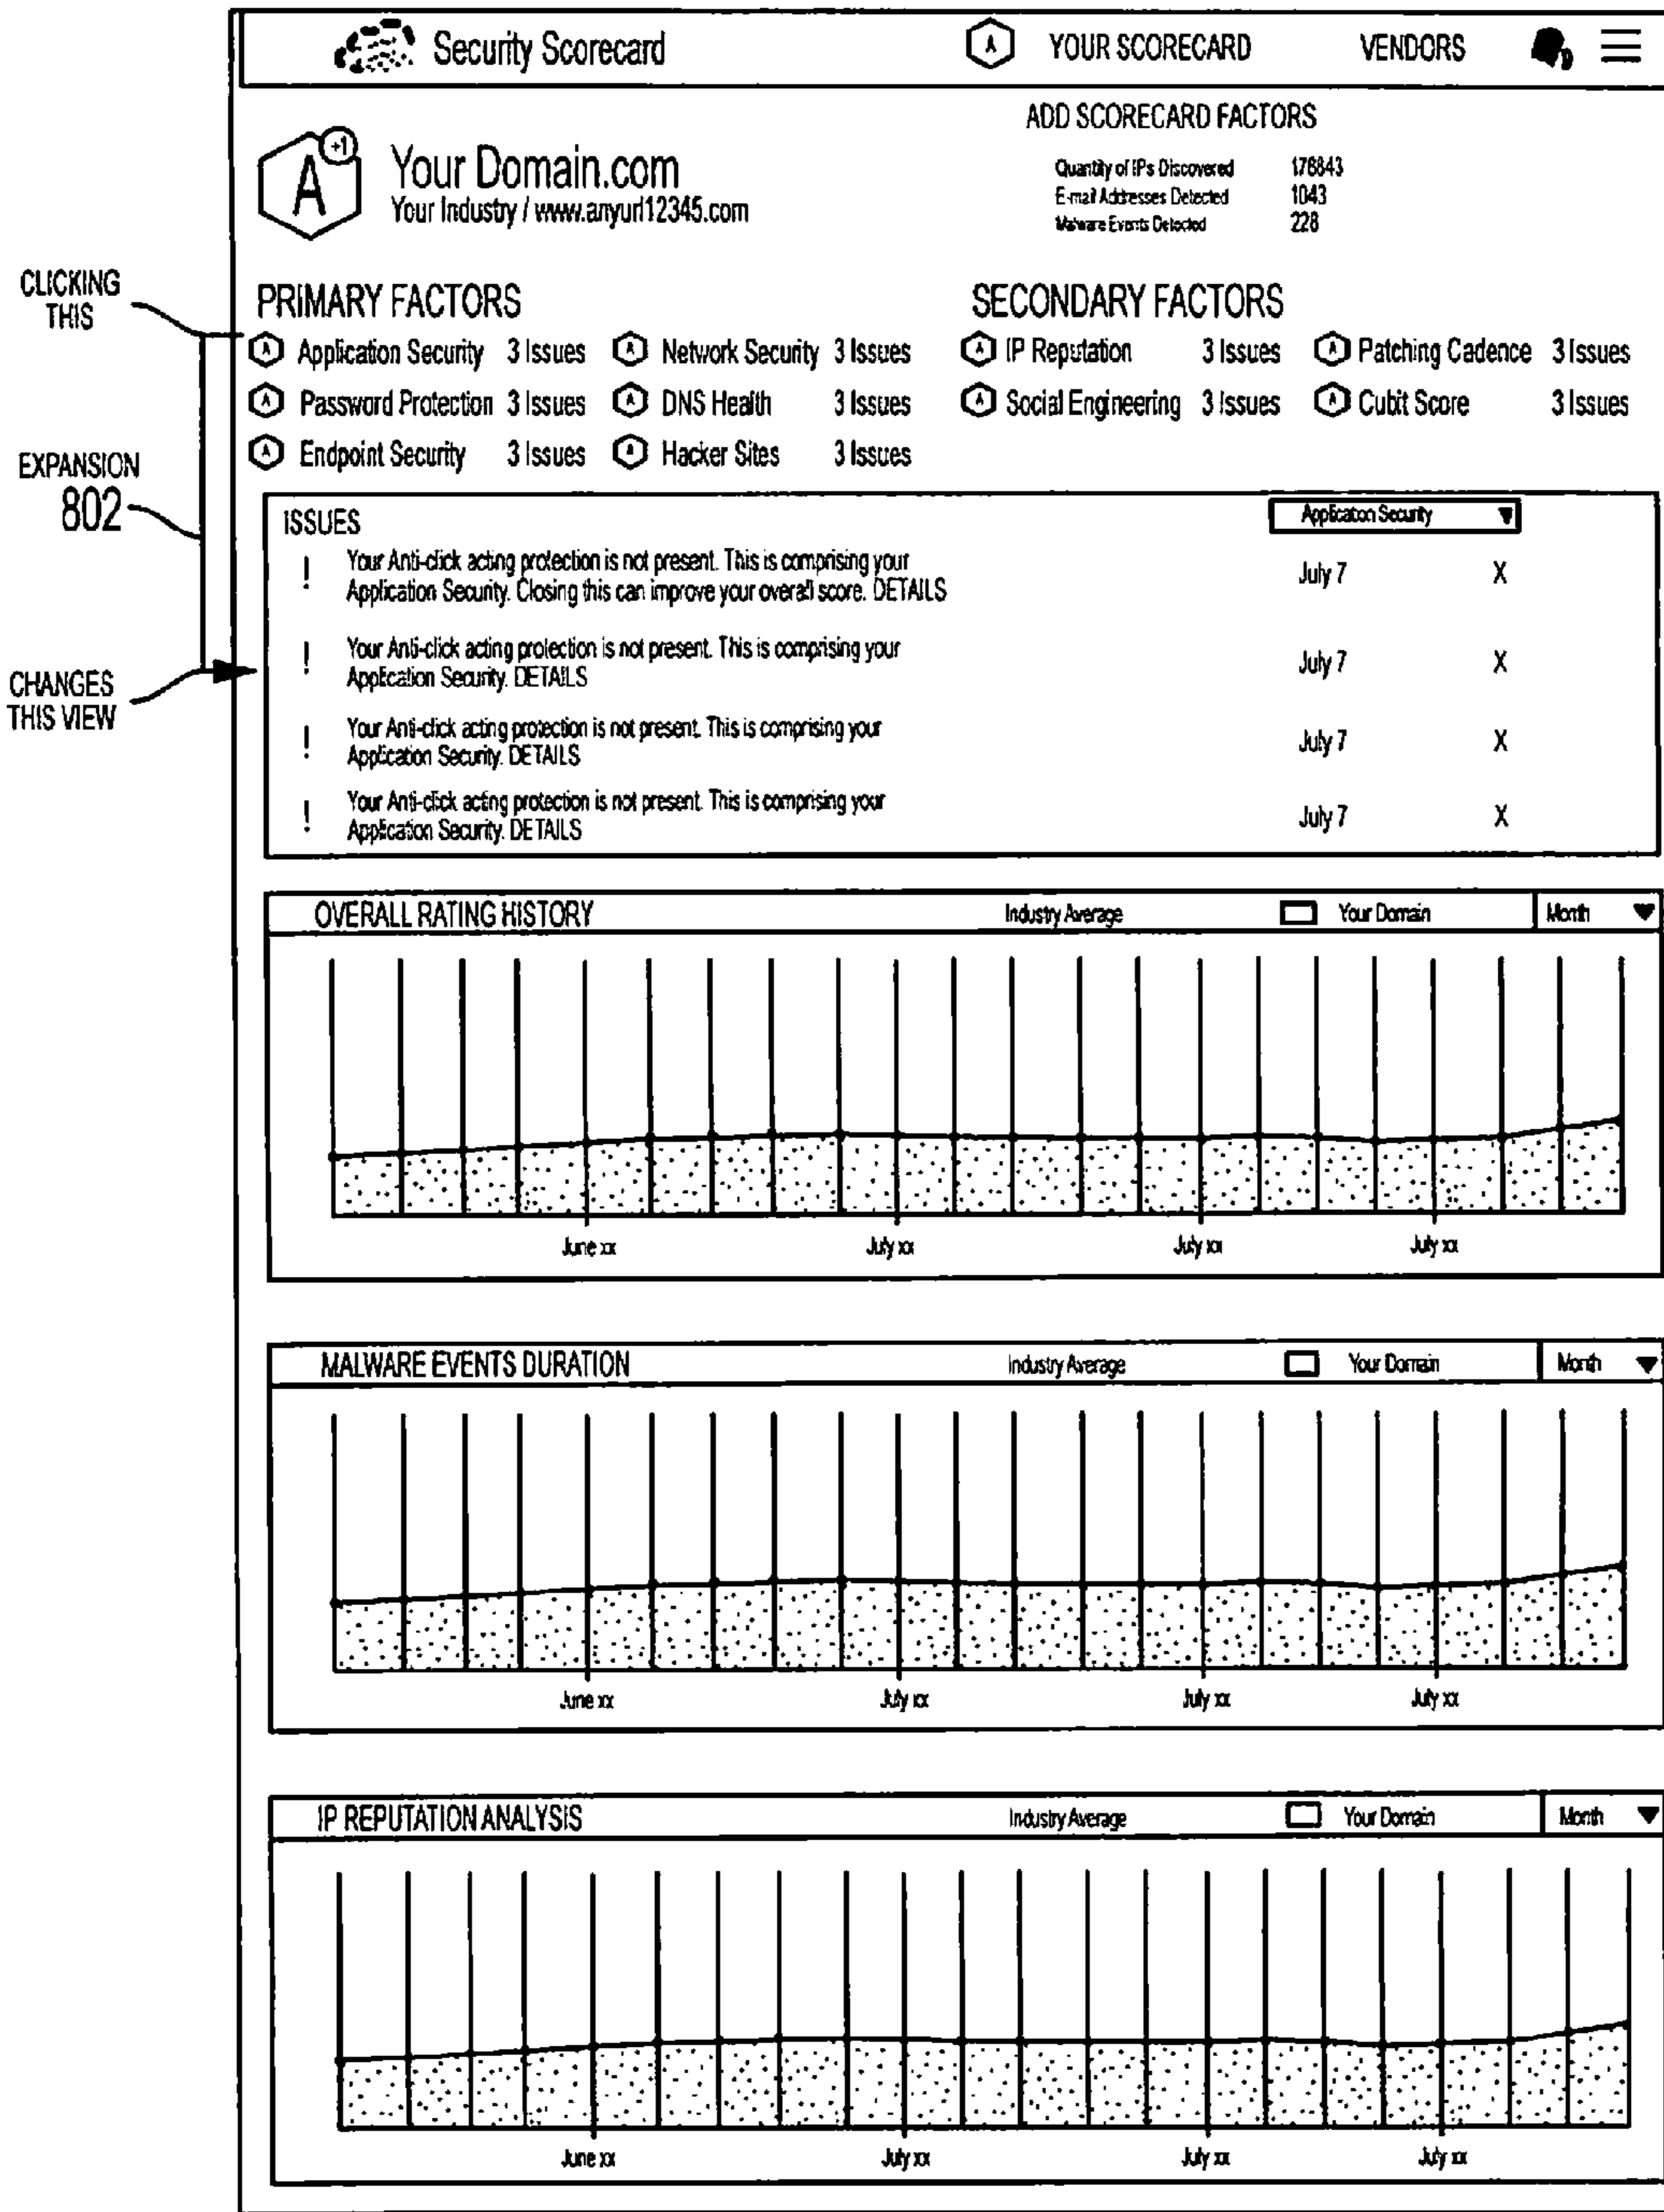 Security Scorecard
A YOUR SCORECARD VENDORS
ADD SCORECARD FACTORS
A +1
Your Domain.com
Your Industry / www.anyurl12345.com
Quantity of IPs Discovered 178843
E-mail Addresses Detected 1043
Malware Events Detected 228
CLICKING
THIS
EXPANSION
802
CHANGES
THIS VIEW
PRIMARY FACTORS
A Application Security 3 Issues A Network Security 3 Issues
A Password Protection 3 Issues A DNS Health 3 Issues
A Endpoint Security 3 Issues A Hacker Sites 3 Issues
SECONDARY FACTORS
A IP Reputation 3 Issues A Patching Cadence 3 Issues
A Social Engineering 3 Issues A Cubit Score 3 Issues
ISSUES Application Security
! Your Anti-click acting protection is not present. This is comprising your
Application Security. Closing this can improve your overall score. DETAILS
July 7 X
! Your Anti-click acting protection is not present. This is comprising your
Application Security. DETAILS
July 7 X
! Your Anti-click acting protection is not present. This is comprising your
Application Security. DETAILS
July 7 X
! Your Anti-click acting protection is not present. This is comprising your
Application Security. DETAILS
July 7 X
OVERALL RATING HISTORY Industry Average Your Domain Month
June xx July xx July xx July xx
MALWARE EVENTS DURATION Industry Average Your Domain Month
June xx July xx July xx July xx
IP REPUTATION ANALYSIS Industry Average Your Domain Month
June xx July xx July xx July xx